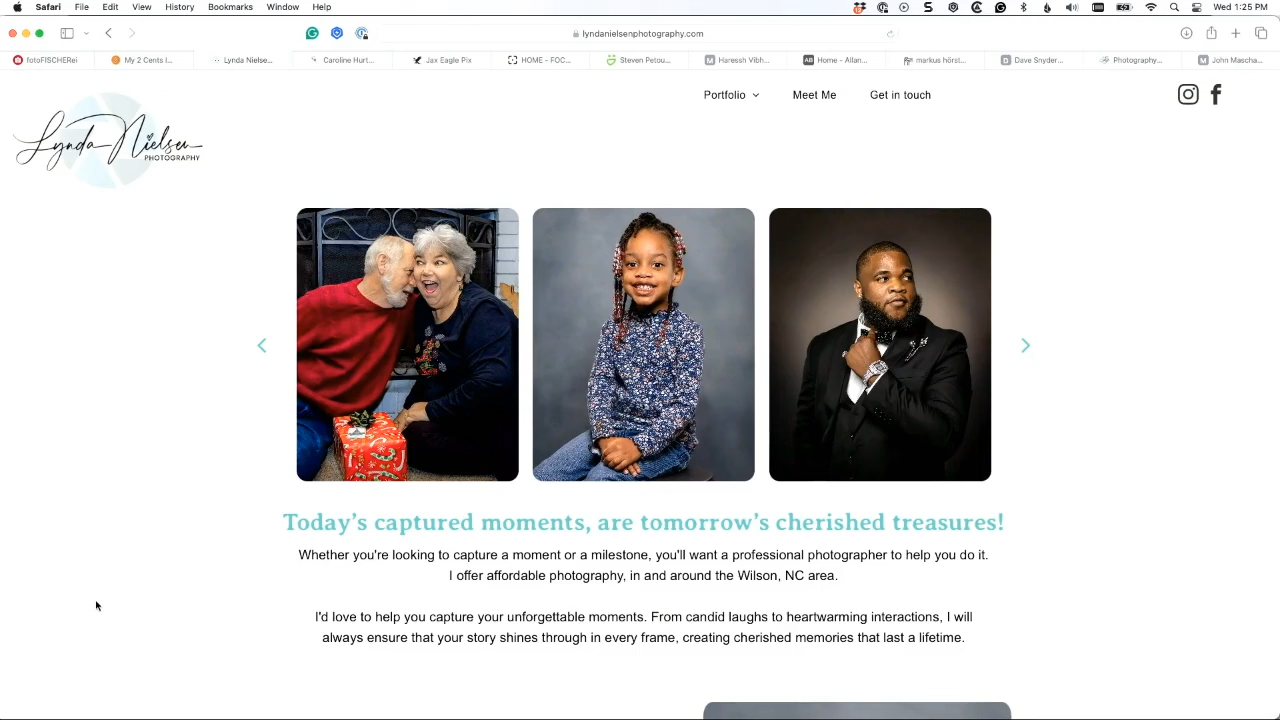 Safari File Edit View History Bookmarks Window Help
Wed 1:25 PM
lyndanielsenphotography.com
fotoFISCHERei
My 2 Cents I...
Lynda Nielse...
Caroline Hurt...
Jax Eagle Pix
HOME - FOC...
Steven Petou...
Haressh Vibh...
Home - Allan...
markus hörst...
Dave Snyder...
Photography...
John Mascha...
Portfolio
Meet Me
Get in touch
Lynda Nielsen
PHOTOGRAPHY
Today's captured moments, are tomorrow's cherished treasures!
Whether you're looking to capture a moment or a milestone, you'll want a professional photographer to help you do it.
I offer affordable photography, in and around the Wilson, NC area.
I'd love to help you capture your unforgettable moments. From candid laughs to heartwarming interactions, I will
always ensure that your story shines through in every frame, creating cherished memories that last a lifetime.